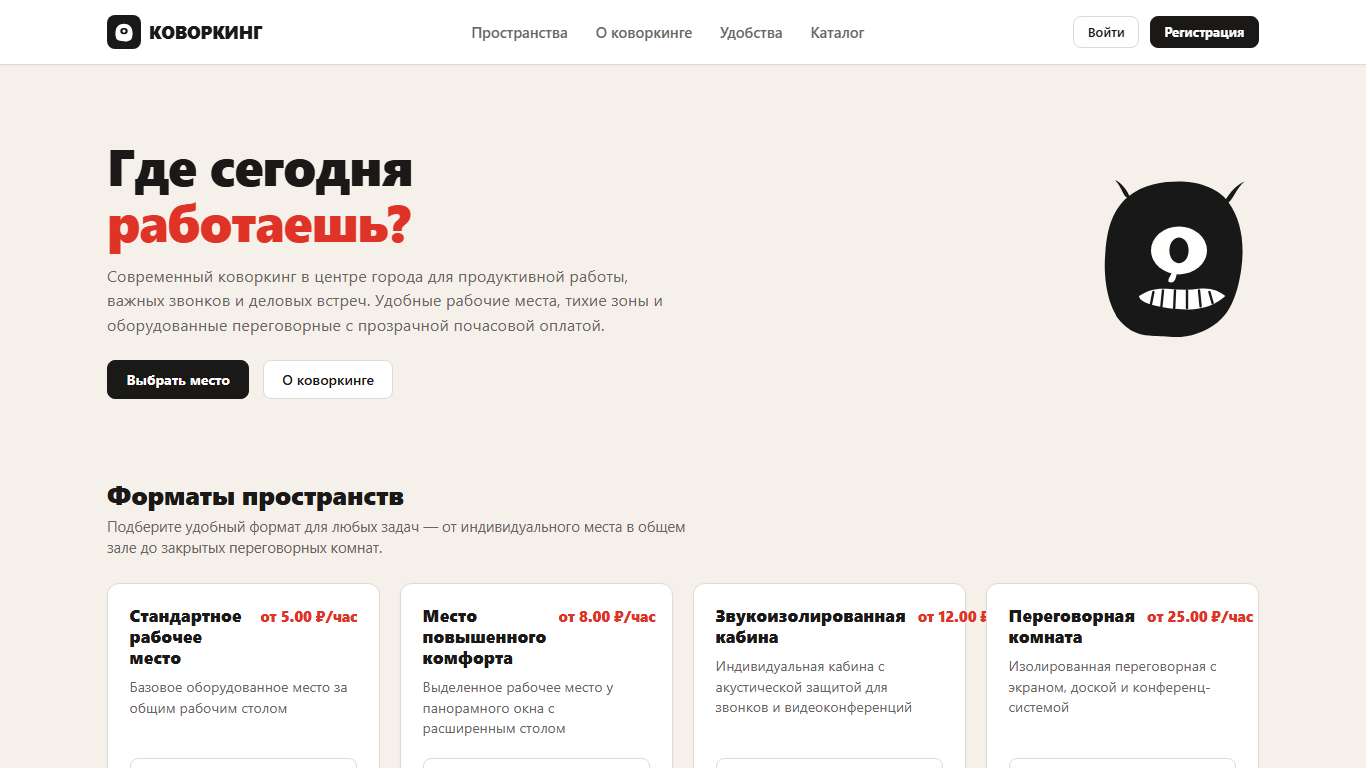 КОВОРКИНГ
Пространства
О коворкинге
Удобства
Каталог
Войти
Регистрация
Где сегодня
работаешь?
Современный коворкинг в центре города для продуктивной работы,
важных звонков и деловых встреч. Удобные рабочие места, тихие зоны и
оборудованные переговорные с прозрачной почасовой оплатой.
Выбрать место
О коворкинге
Форматы пространств
Подберите удобный формат для любых задач — от индивидуального места в общем
зале до закрытых переговорных комнат.
Стандартное
рабочее
место
от 5.00 ₽/час
Базовое оборудованное место за
общим рабочим столом
Место
повышенного
комфорта
от 8.00 ₽/час
Выделенное рабочее место у
панорамного окна с
расширенным столом
Звукоизолированная
кабина
от 12.00 ₽
Индивидуальная кабина с
акустической защитой для
звонков и видеоконференций
Переговорная
комната
от 25.00 ₽/час
Изолированная переговорная с
экраном, доской и конференц-
системой